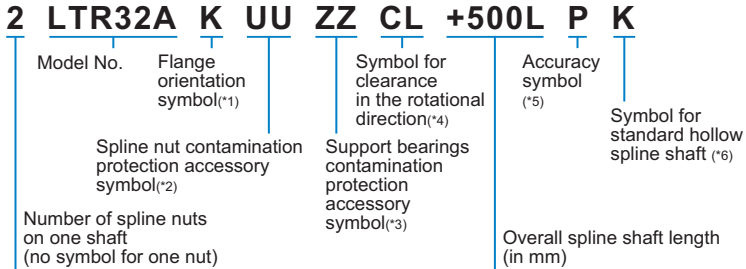 2 LTR32A K UU ZZ CL +500L P K
Model No.
Flange
orientation
symbol(*1)
Symbol for
clearance
in the rotational
direction(*4)
Accuracy
symbol
(*5)
Symbol for
standard hollow
spline shaft (*6)
Spline nut contamination
protection accessory
symbol(*2)
Support bearings
contamination
protection
accessory
symbol(*3)
Number of spline nuts
on one shaft
(no symbol for one nut)
Overall spline shaft length
(in mm)